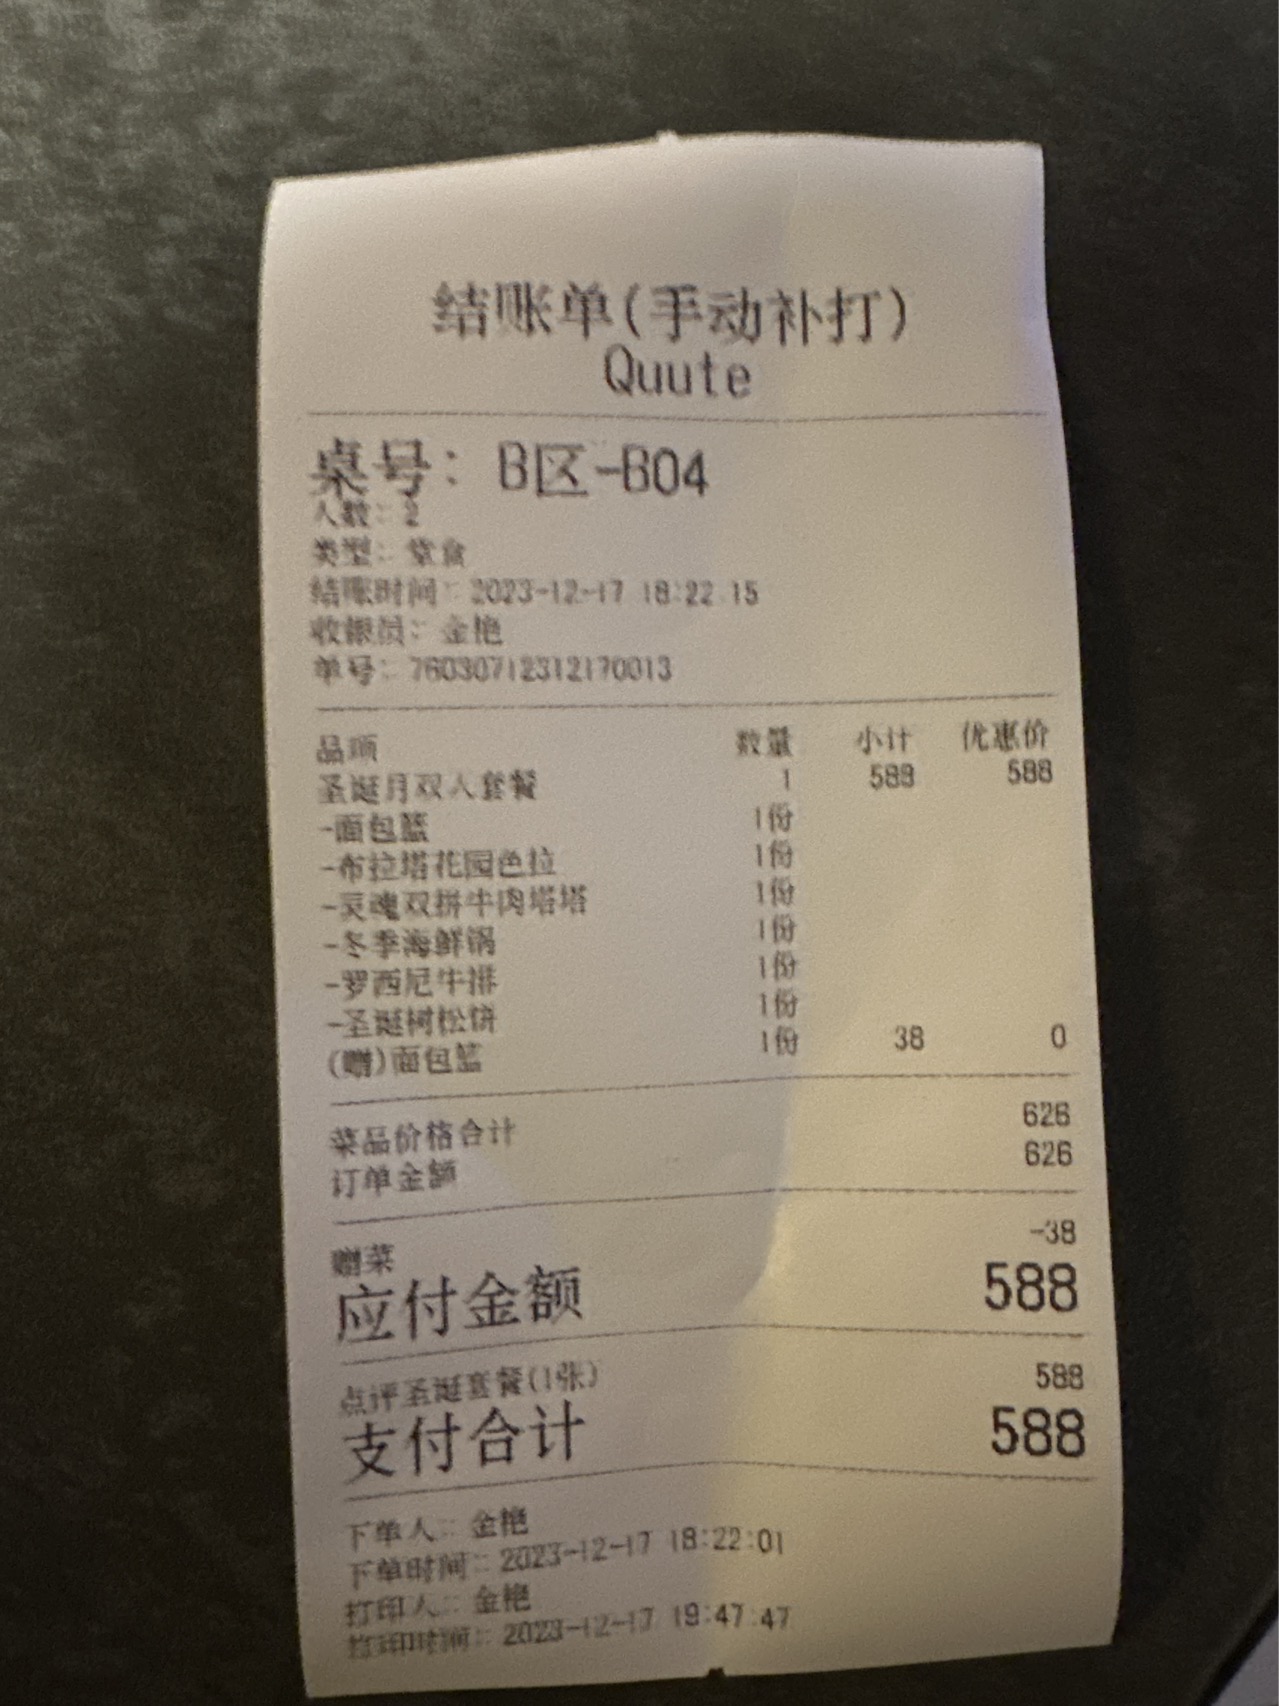 结账单(手动补打)
Quute
桌号: B区-B04
人数: 2
类型: 堂食
结账时间: 2023-12-17 18:22:15
收银员: 金艳
单号: 76030712312170013
品项 数量 小计 优惠价
圣诞月双人套餐 1 588 588
-面包篮 1份
-布拉塔花园色拉 1份
-灵魂双拼牛肉塔塔 1份
-冬季海鲜锅 1份
-罗西尼牛排 1份
-圣诞树松饼 1份
(赠)面包篮 1份 38 0
菜品价格合计 626
订单金额 626
赠菜 -38
应付金额 588
点评圣诞套餐(1张) 588
支付合计 588
下单人: 金艳
下单时间: 2023-12-17 18:22:01
打印人: 金艳
打印时间: 2023-12-17 19:47:47